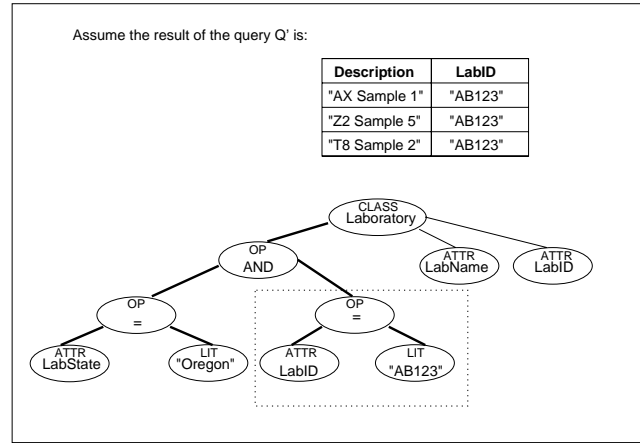 Assume the result of the query Q' is:
Description LabID
"AX Sample 1" "AB123"
"Z2 Sample 5" "AB123"
"T8 Sample 2" "AB123"
CLASS
Laboratory
OP
AND
ATTR
LabName
ATTR
LabID
OP
=
OP
=
ATTR
LabState
LIT
"Oregon"
ATTR
LabID
LIT
"AB123"